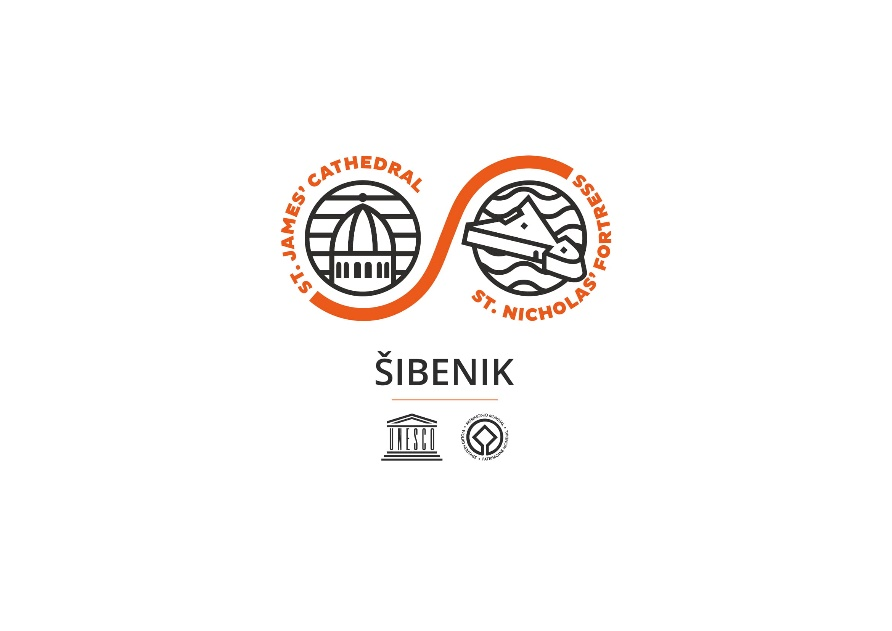 ST. JAMES' CATHEDRAL
ST. NICHOLAS' FORTRESS
ŠIBENIK
UNESCO